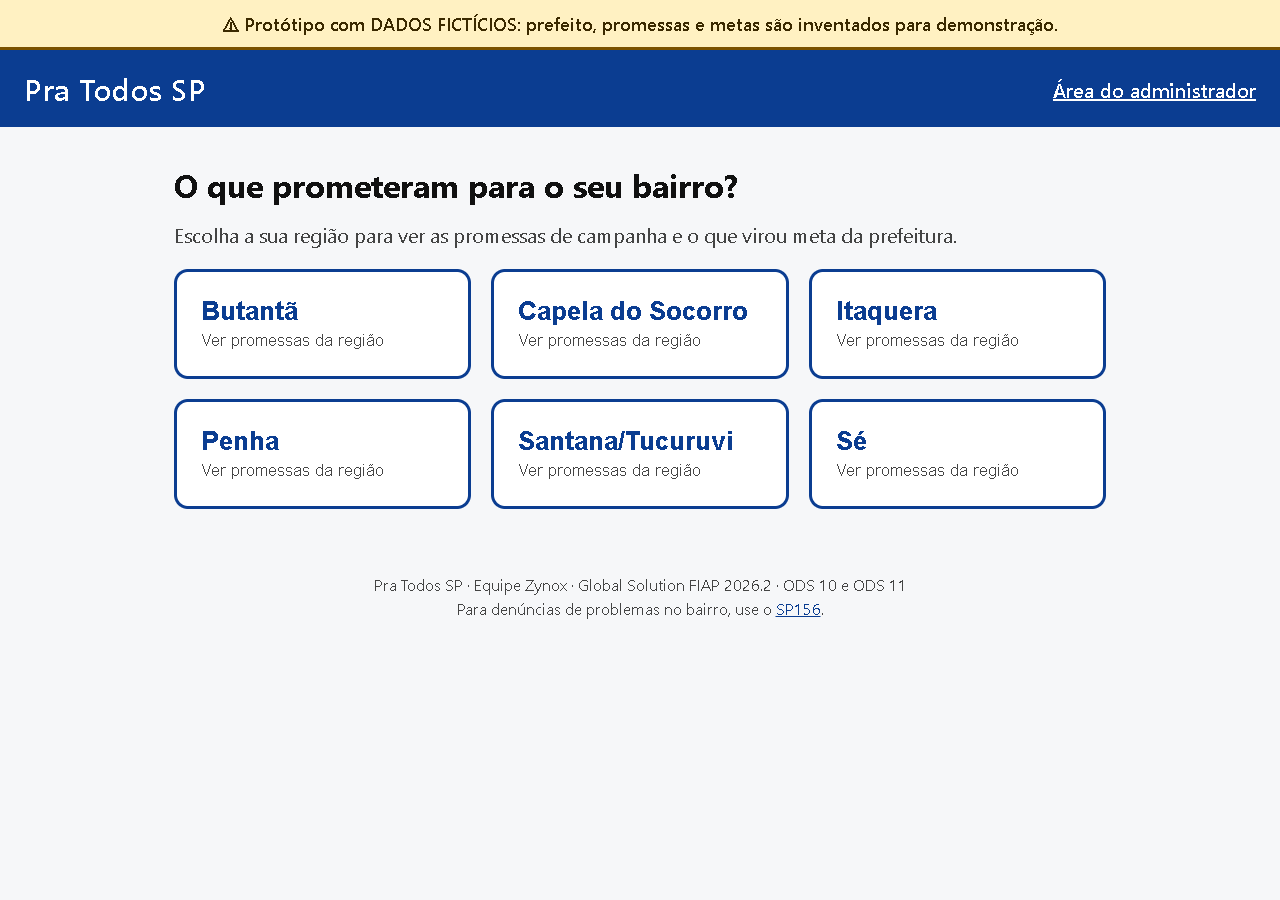 ⚠ Protótipo com DADOS FICTÍCIOS: prefeito, promessas e metas são inventados para demonstração.
Pra Todos SP
Área do administrador
O que prometeram para o seu bairro?
Escolha a sua região para ver as promessas de campanha e o que virou meta da prefeitura.
Butantã
Ver promessas da região
Capela do Socorro
Ver promessas da região
Itaquera
Ver promessas da região
Penha
Ver promessas da região
Santana/Tucuruvi
Ver promessas da região
Sé
Ver promessas da região
Pra Todos SP · Equipe Zynox · Global Solution FIAP 2026.2 · ODS 10 e ODS 11
Para denúncias de problemas no bairro, use o SP156.